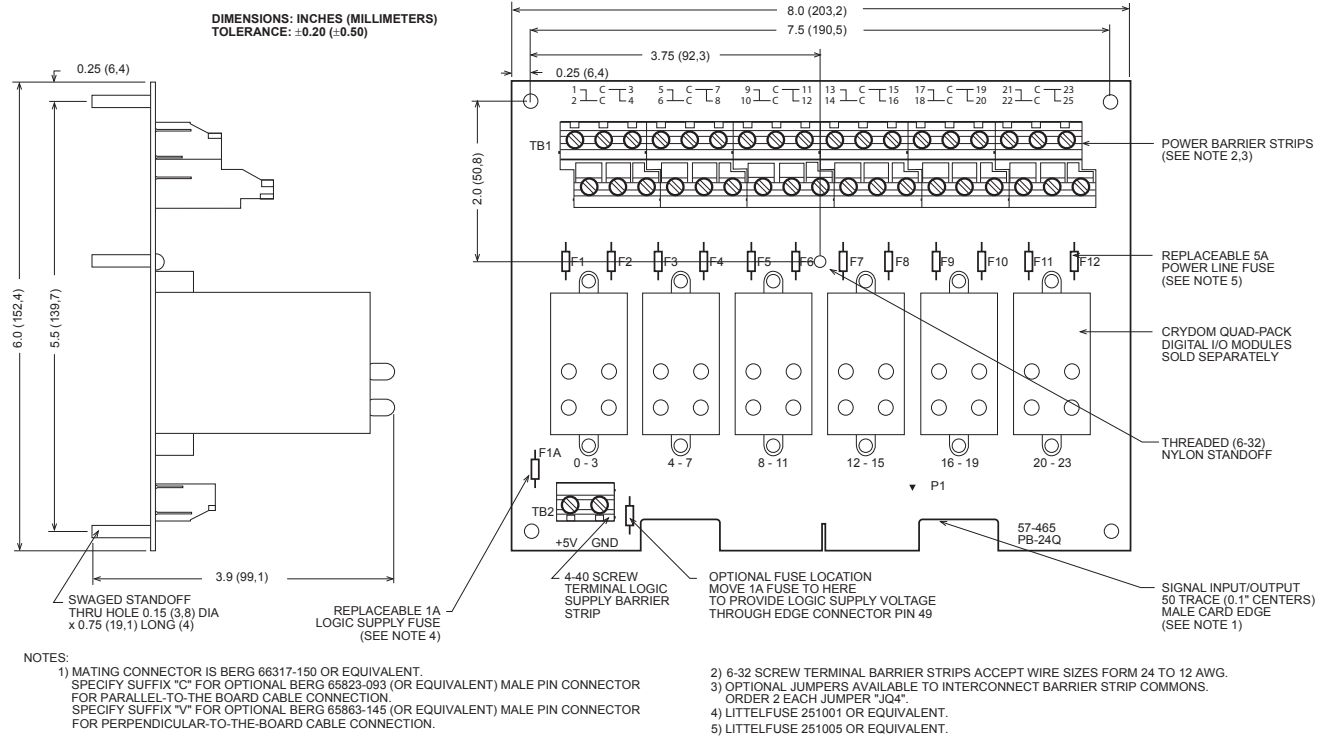 DIMENSIONS: INCHES (MILLIMETERS)
TOLERANCE: ±0.20 (±0.50)
8.0 (203,2)
7.5 (190,5)
3.75 (92,3)
0.25 (6,4)
0.25 (6,4)
1 C 3 5 C 7 9 C 11 13 C 15 17 C 19 21 C 23
2 C 4 6 C 8 10 C 12 14 C 16 18 C 20 22 C 25
TB1
POWER BARRIER STRIPS
(SEE NOTE 2,3)
2.0 (50,8)
6.0 (152,4)
5.5 (139,7)
F1 F2 F3 F4 F5 F6 F7 F8 F9 F10 F11 F12
REPLACEABLE 5A
POWER LINE FUSE
(SEE NOTE 5)
CRYDOM QUAD-PACK
DIGITAL I/O MODULES
SOLD SEPARATELY
THREADED (6-32)
NYLON STANDOFF
F1A
0 - 3 4 - 7 8 - 11 12 - 15 16 - 19 20 - 23
P1
TB2
+5V GND
57-465
PB-24Q
3.9 (99,1)
SWAGED STANDOFF
THRU HOLE 0.15 (3,8) DIA
x 0.75 (19,1) LONG (4)
REPLACEABLE 1A
LOGIC SUPPLY FUSE
(SEE NOTE 4)
4-40 SCREW
TERMINAL LOGIC
SUPPLY BARRIER
STRIP
OPTIONAL FUSE LOCATION
MOVE 1A FUSE TO HERE
TO PROVIDE LOGIC SUPPLY VOLTAGE
THROUGH EDGE CONNECTOR PIN 49
SIGNAL INPUT/OUTPUT
50 TRACE (0.1" CENTERS)
MALE CARD EDGE
(SEE NOTE 1)
NOTES:
1) MATING CONNECTOR IS BERG 66317-150 OR EQUIVALENT.
SPECIFY SUFFIX "C" FOR OPTIONAL BERG 65823-093 (OR EQUIVALENT) MALE PIN CONNECTOR
FOR PARALLEL-TO-THE BOARD CABLE CONNECTION.
SPECIFY SUFFIX "V" FOR OPTIONAL BERG 65863-145 (OR EQUIVALENT) MALE PIN CONNECTOR
FOR PERPENDICULAR-TO-THE-BOARD CABLE CONNECTION.
2) 6-32 SCREW TERMINAL BARRIER STRIPS ACCEPT WIRE SIZES FORM 24 TO 12 AWG.
3) OPTIONAL JUMPERS AVAILABLE TO INTERCONNECT BARRIER STRIP COMMONS.
ORDER 2 EACH JUMPER "JQ4".
4) LITTELFUSE 251001 OR EQUIVALENT.
5) LITTELFUSE 251005 OR EQUIVALENT.